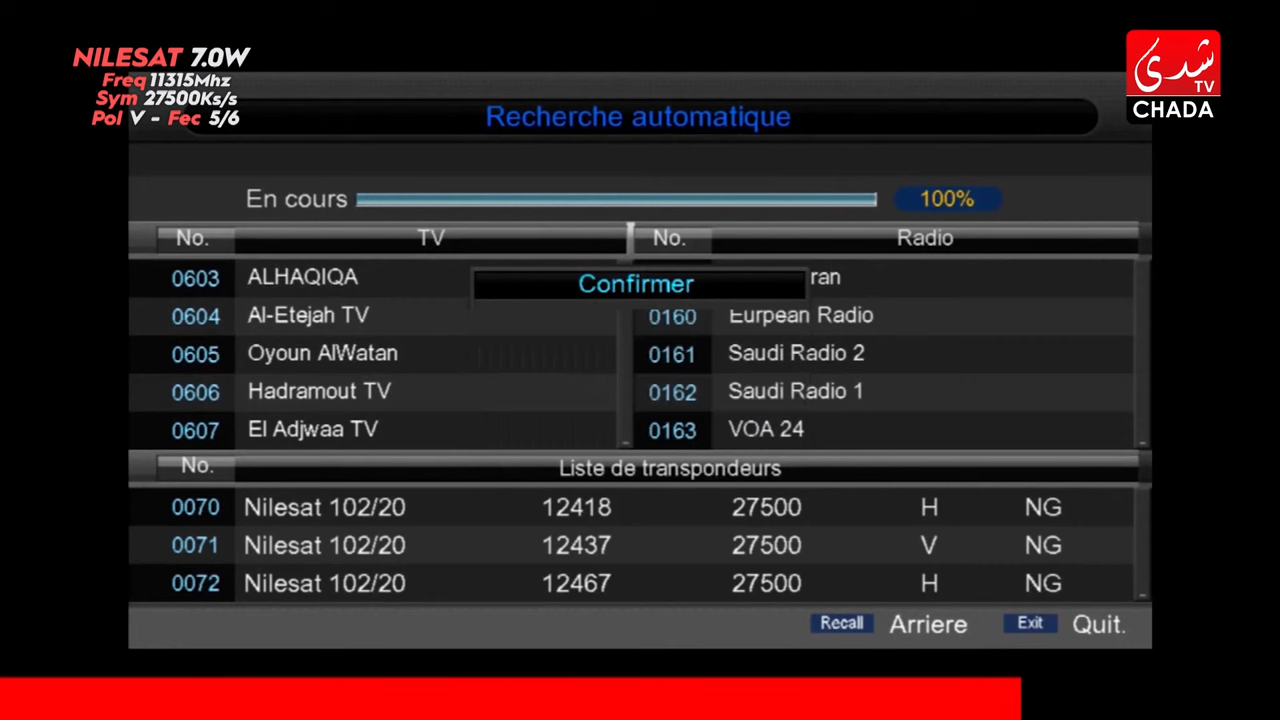 NILESAT 7.0W
Freq 11315Mhz
Sym 27500Ks/s
Pol V - Fec 5/6
شدى
TV
CHADA
Recherche automatique
En cours 100%
No. TV No. Radio
0603 ALHAQIQA ran
Confirmer
0604 Al-Etejah TV 0160 Eurpean Radio
0605 Oyoun AlWatan 0161 Saudi Radio 2
0606 Hadramout TV 0162 Saudi Radio 1
0607 El Adjwaa TV 0163 VOA 24
No. Liste de transpondeurs
0070 Nilesat 102/20 12418 27500 H NG
0071 Nilesat 102/20 12437 27500 V NG
0072 Nilesat 102/20 12467 27500 H NG
Recall Arriere Exit Quit.